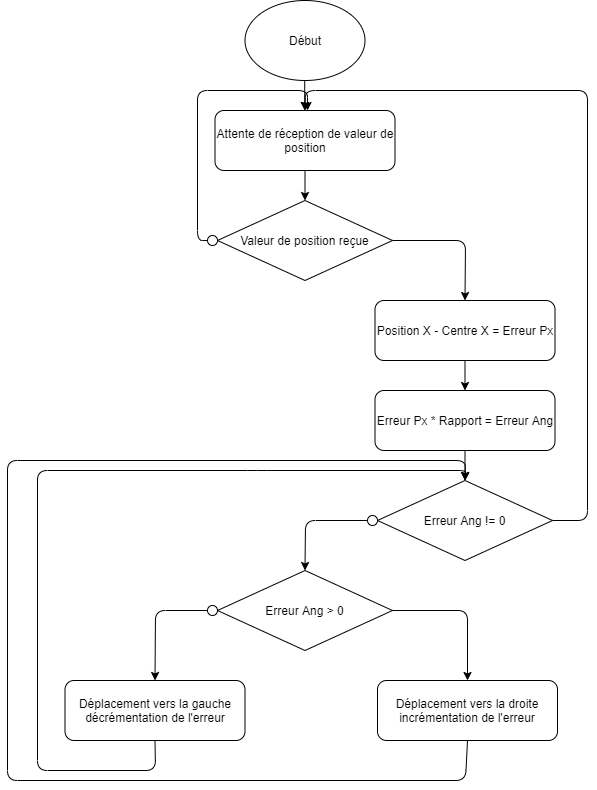 Début
Attente de réception de valeur de
position
Valeur de position reçue
Position X - Centre X = Erreur Px
Erreur Px * Rapport = Erreur Ang
Erreur Ang != 0
Erreur Ang > 0
Déplacement vers la gauche
décrémentation de l'erreur
Déplacement vers la droite
incrémentation de l'erreur